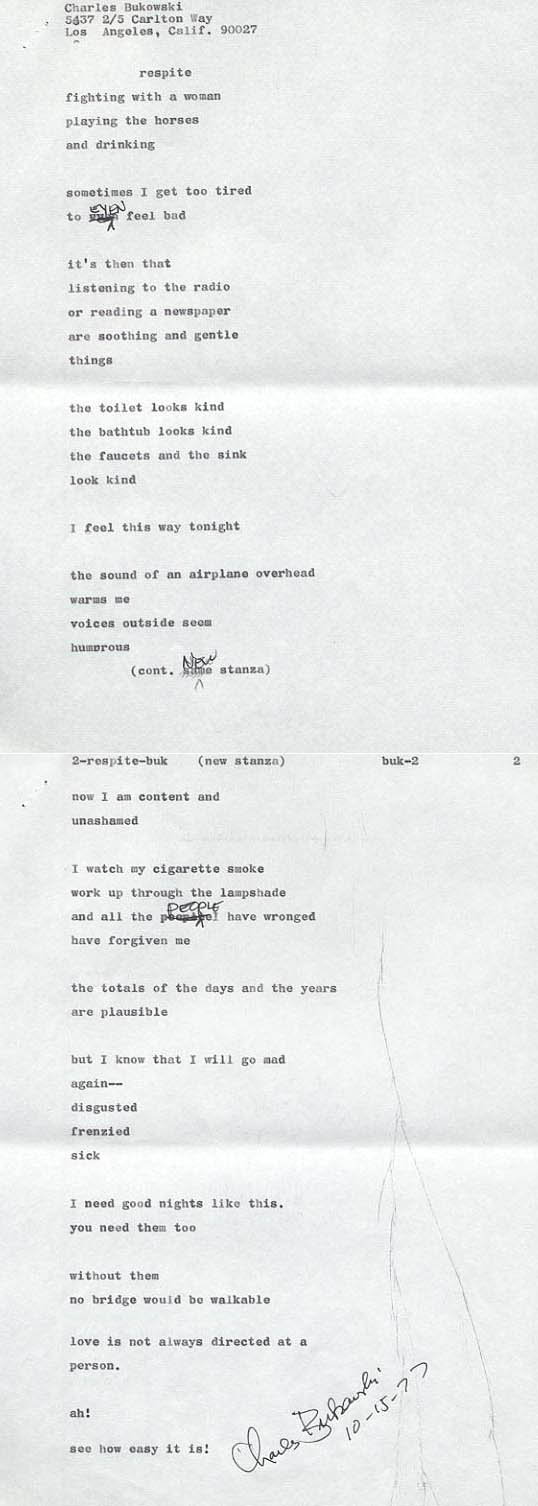 Charles Bukowski
5437 2/5 Carlton Way
Los Angeles, Calif. 90027
respite
fighting with a woman
playing the horses
and drinking
sometimes I get too tired
to EVEN feel bad
it's then that
listening to the radio
or reading a newspaper
are soothing and gentle
things
the toilet looks kind
the bathtub looks kind
the faucets and the sink
look kind
I feel this way tonight
the sound of an airplane overhead
warms me
voices outside seem
humorous
(cont. NEW stanza)
2-respite-buk (new stanza) buk-2 2
now I am content and
unashamed
I watch my cigarette smoke
work up through the lampshade
and all the PEOPLE I have wronged
have forgiven me
the totals of the days and the years
are plausible
but I know that I will go mad
again--
disgusted
frenzied
sick
I need good nights like this.
you need them too
without them
no bridge would be walkable
love is not always directed at a
person.
ah!
see how easy it is!
Charles Bukowski
10-15-77